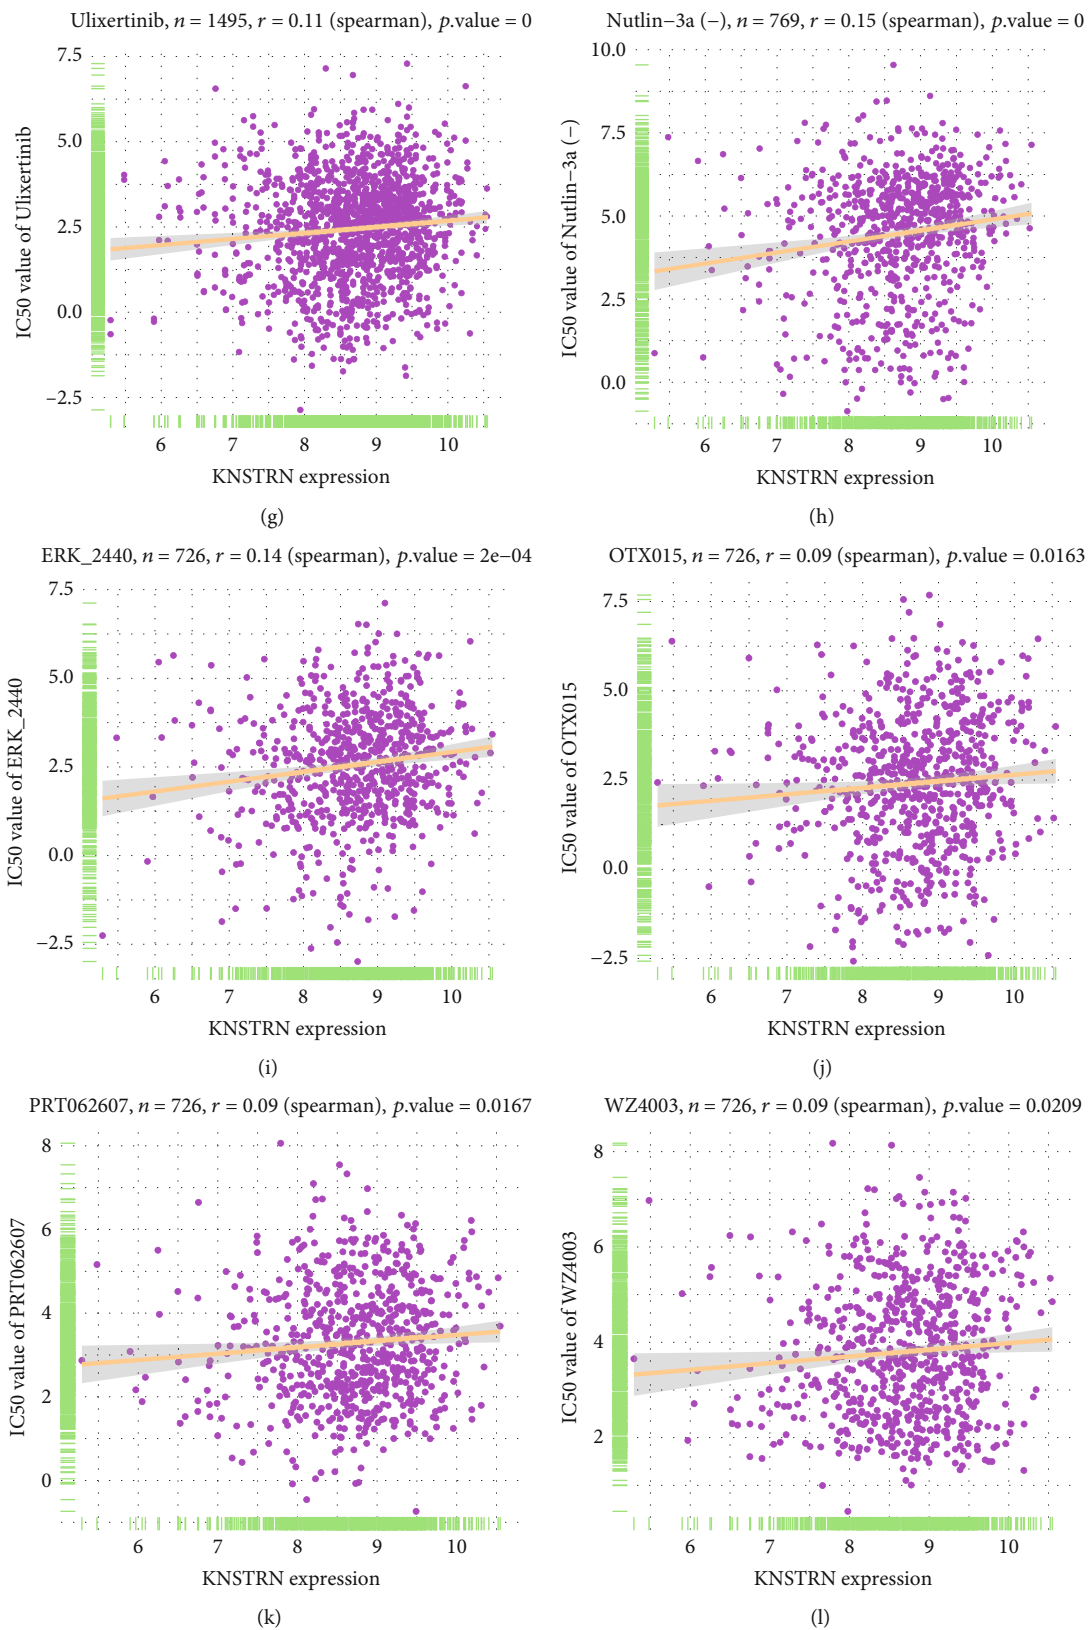 Ulixertinib, n = 1495, r = 0.11 (spearman), p.value = 0
7.5
5.0
2.5
0.0
−2.5
IC50 value of Ulixertinib
6 7 8 9 10
KNSTRN expression
(g)
Nutlin−3a (−), n = 769, r = 0.15 (spearman), p.value = 0
10.0
7.5
5.0
2.5
0.0
IC50 value of Nutlin−3a (−)
6 7 8 9 10
KNSTRN expression
(h)
ERK_2440, n = 726, r = 0.14 (spearman), p.value = 2e−04
7.5
5.0
2.5
0.0
−2.5
IC50 value of ERK_2440
6 7 8 9 10
KNSTRN expression
(i)
OTX015, n = 726, r = 0.09 (spearman), p.value = 0.0163
7.5
5.0
2.5
0.0
−2.5
IC50 value of OTX015
6 7 8 9 10
KNSTRN expression
(j)
PRT062607, n = 726, r = 0.09 (spearman), p.value = 0.0167
8
6
4
2
0
IC50 value of PRT062607
6 7 8 9 10
KNSTRN expression
(k)
WZ4003, n = 726, r = 0.09 (spearman), p.value = 0.0209
8
6
4
2
IC50 value of WZ4003
6 7 8 9 10
KNSTRN expression
(l)